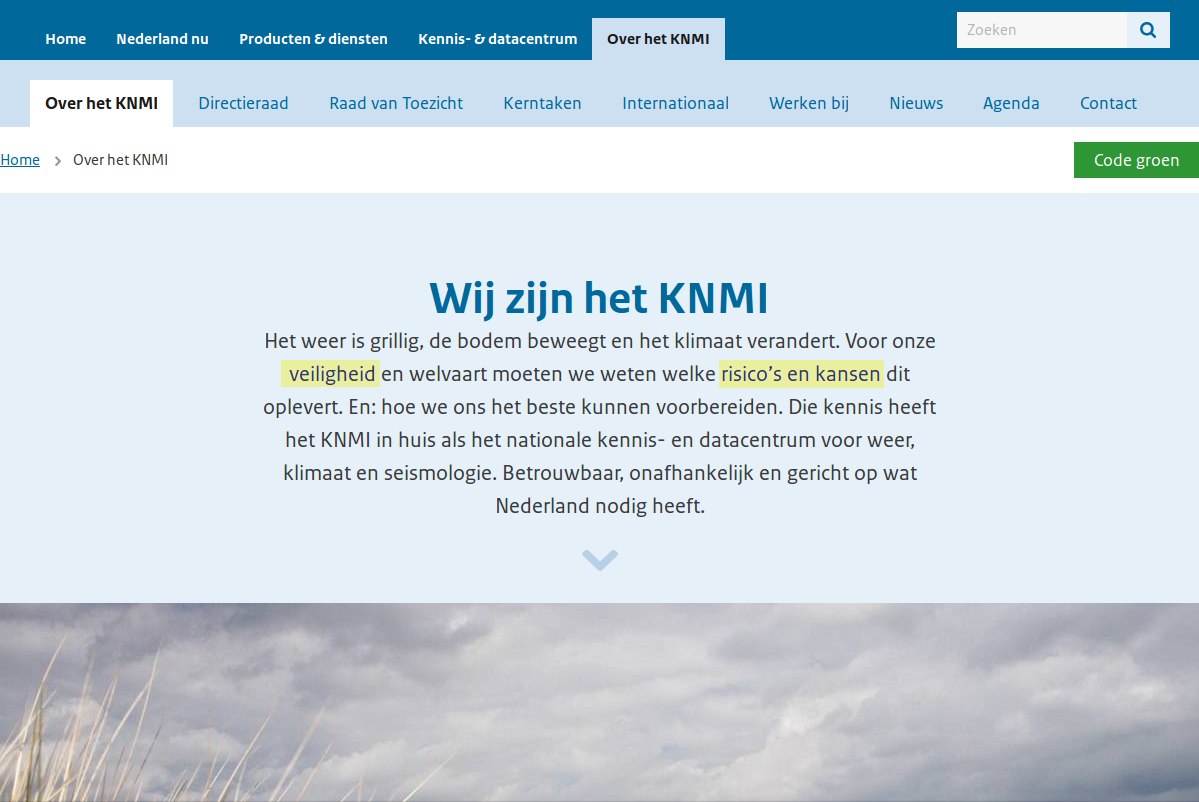 Home Nederland nu Producten & diensten Kennis- & datacentrum Over het KNMI Zoeken
Over het KNMI Directieraad Raad van Toezicht Kerntaken Internationaal Werken bij Nieuws Agenda Contact
Home Over het KNMI Code groen
Wij zijn het KNMI
Het weer is grillig, de bodem beweegt en het klimaat verandert. Voor onze
veiligheid en welvaart moeten we weten welke risico’s en kansen dit
oplevert. En: hoe we ons het beste kunnen voorbereiden. Die kennis heeft
het KNMI in huis als het nationale kennis- en datacentrum voor weer,
klimaat en seismologie. Betrouwbaar, onafhankelijk en gericht op wat
Nederland nodig heeft.